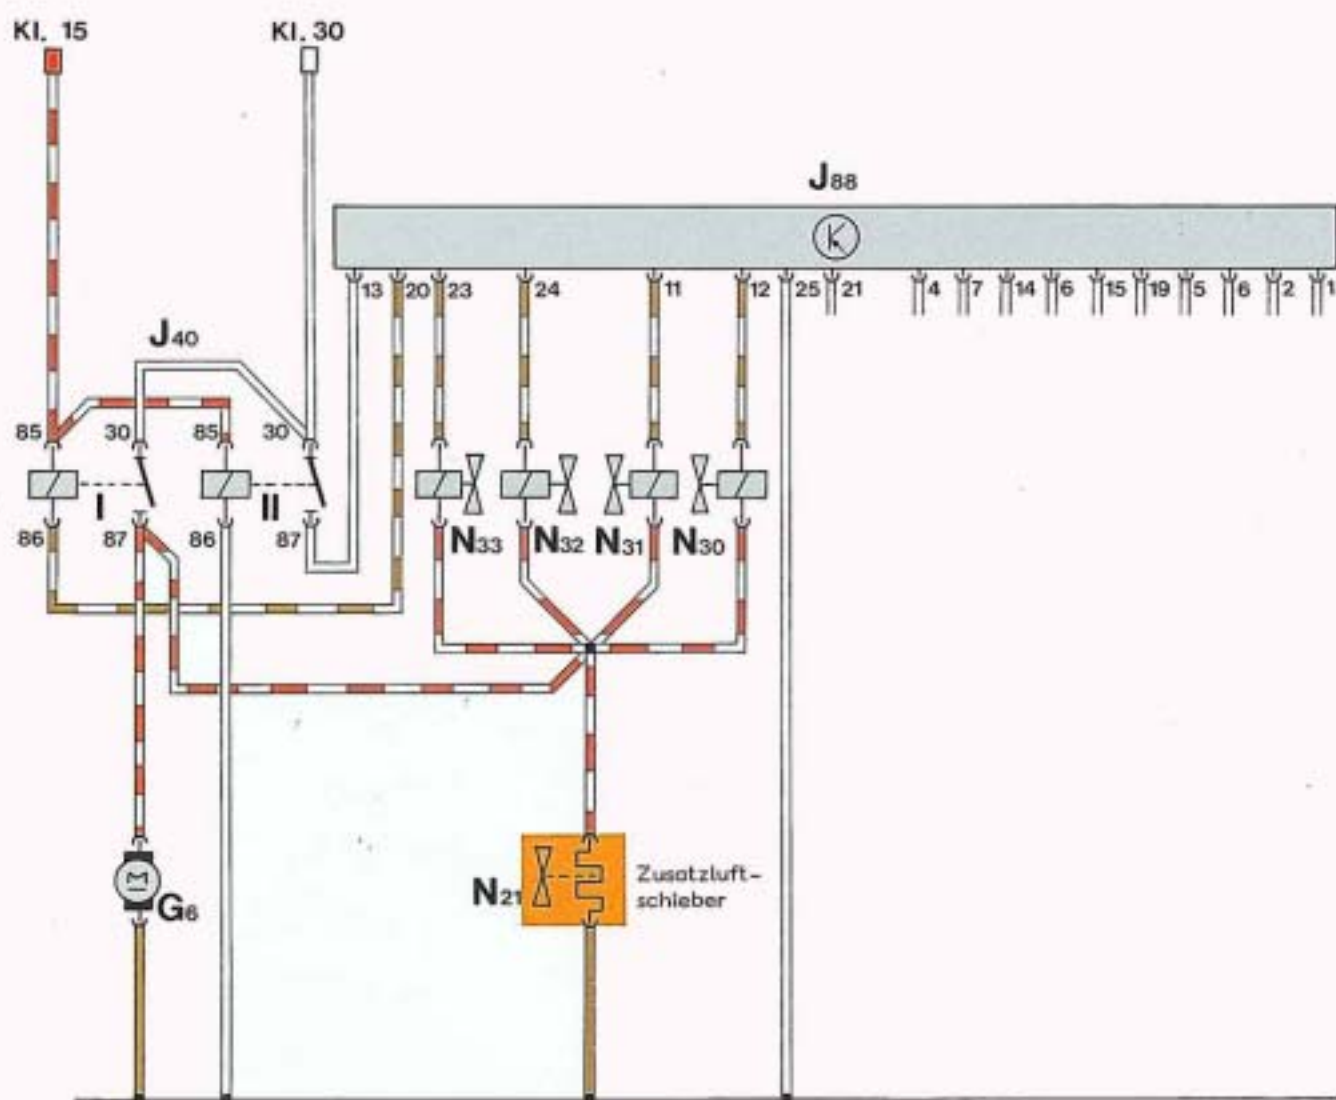 Kl. 15
Kl. 30
J88
K
13 20 23 24 11 12 25 21 4 7 14 6 15 19 5 6 2 1
J40
85 30 85 30
I II
86 87 86 87
N33 N32 N31 N30
M
G6
N21
Zusatzluft-
schieber